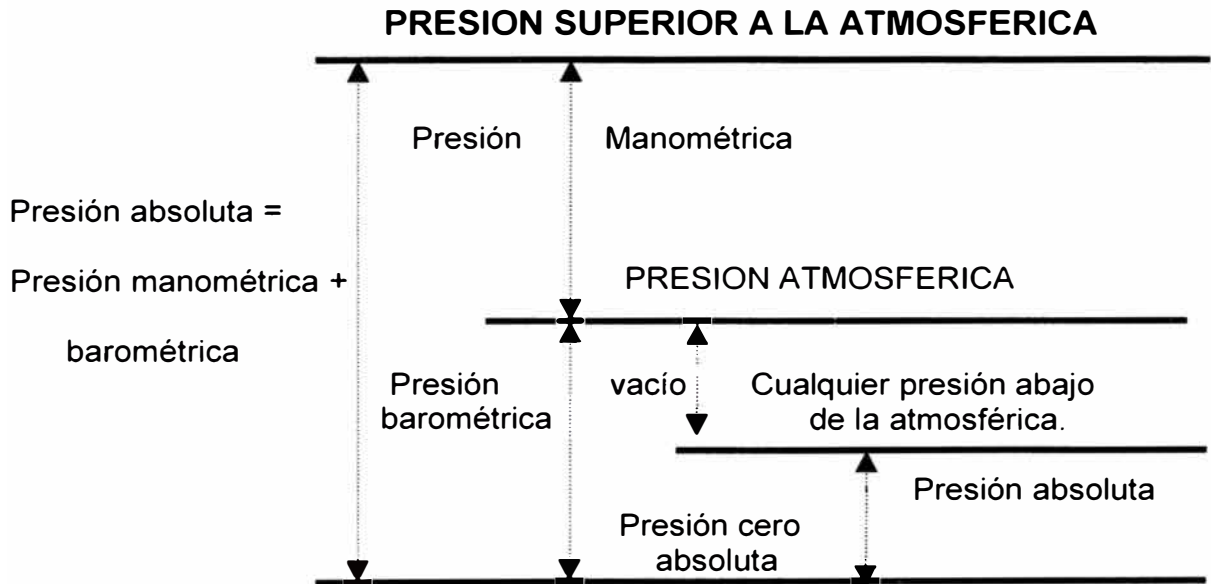 PRESION SUPERIOR A LA ATMOSFERICA
Presión Manométrica
Presión absoluta =
Presión manométrica +
barométrica
PRESION ATMOSFERICA
Presión
barométrica
vacío
Cualquier presión abajo
de la atmosférica.
Presión absoluta
Presión cero
absoluta